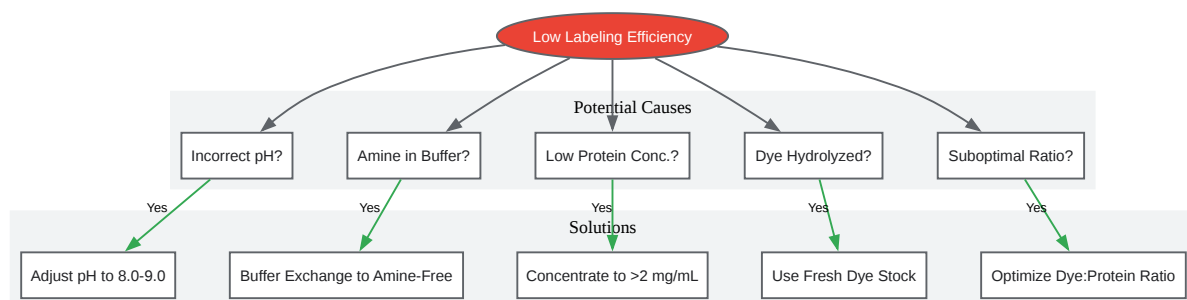 Low Labeling Efficiency
Potential Causes
Incorrect pH?
Amine in Buffer?
Low Protein Conc.?
Dye Hydrolyzed?
Suboptimal Ratio?
Yes
Yes
Yes
Yes
Yes
Solutions
Adjust pH to 8.0-9.0
Buffer Exchange to Amine-Free
Concentrate to >2 mg/mL
Use Fresh Dye Stock
Optimize Dye:Protein Ratio